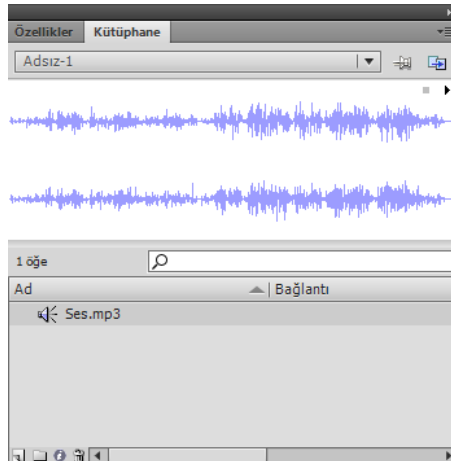 Özellikler Kütüphane
Adsız-1
1 öğe
Ad Bağlantı
Ses.mp3